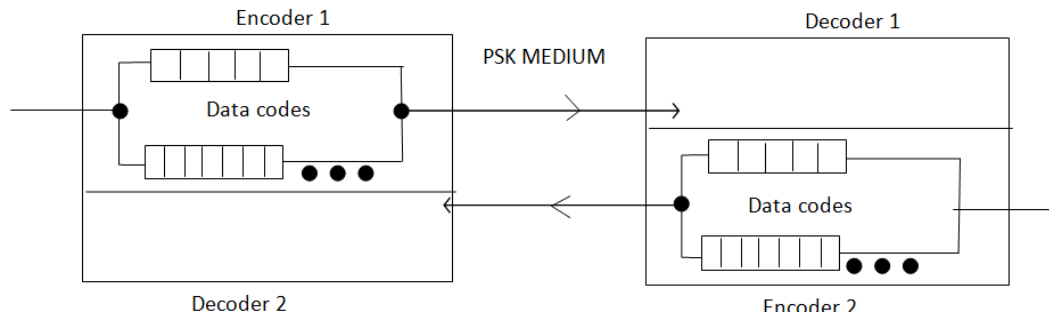 Encoder 1
Decoder 1
PSK MEDIUM
Data codes
Data codes
Decoder 2
Encoder 2